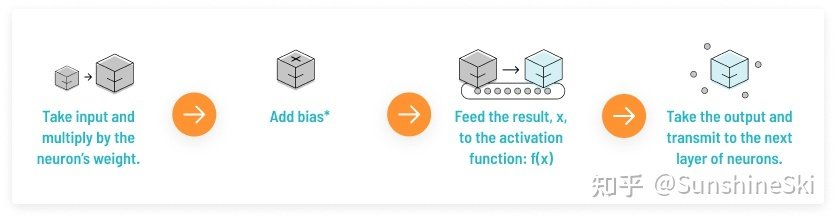 Take input and
multiply by the
neuron's weight.
Add bias*
Feed the result, x,
to the activation
function: f(x)
Take the output and
transmit to the next
layer of neurons.
知乎 @SunshineSki